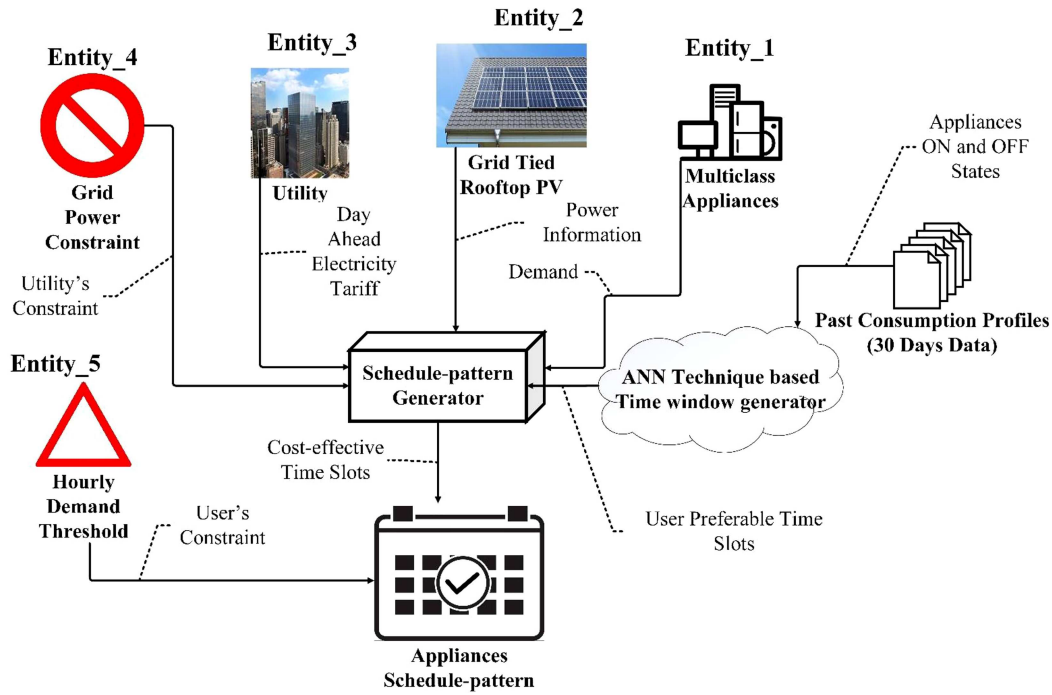 Entity_4
Entity_3
Entity_2
Entity_1
Grid
Power
Constraint
Utility
Grid Tied
Rooftop PV
Multiclass
Appliances
Appliances
ON and OFF
States
Utility's
Constraint
Day
Ahead
Electricity
Tariff
Power
Information
Demand
Past Consumption Profiles
(30 Days Data)
Entity_5
Schedule-pattern
Generator
ANN Technique based
Time window generator
Hourly
Demand
Threshold
User's
Constraint
Cost-effective
Time Slots
User Preferable Time
Slots
Appliances
Schedule-pattern